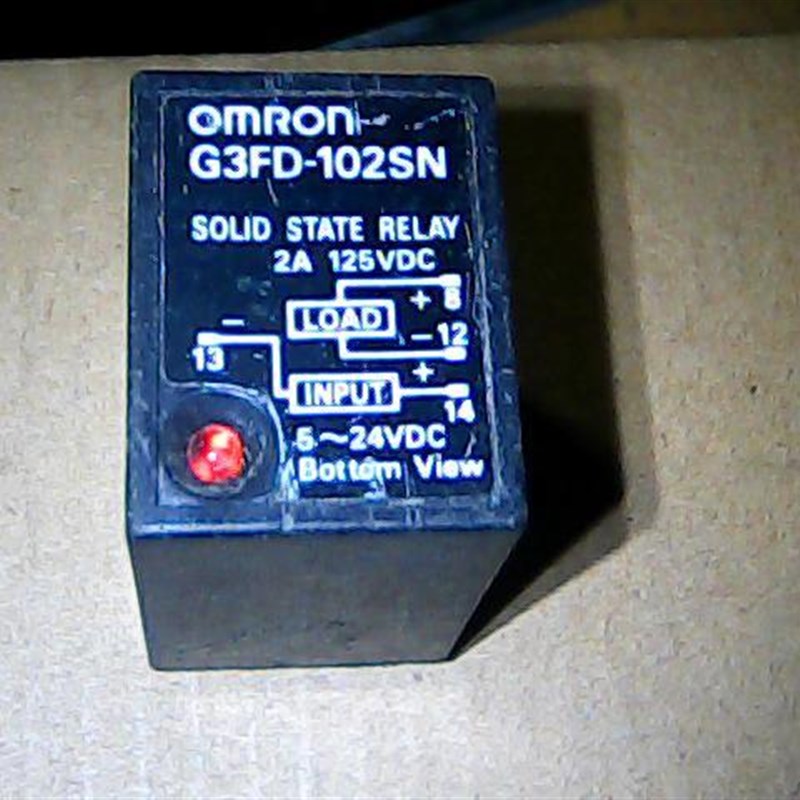 OMRON
G3FD-102SN
SOLID STATE RELAY
2A 125VDC
+ 8
LOAD
− 12
− 13
+
INPUT
14
5~24VDC
Bottom View